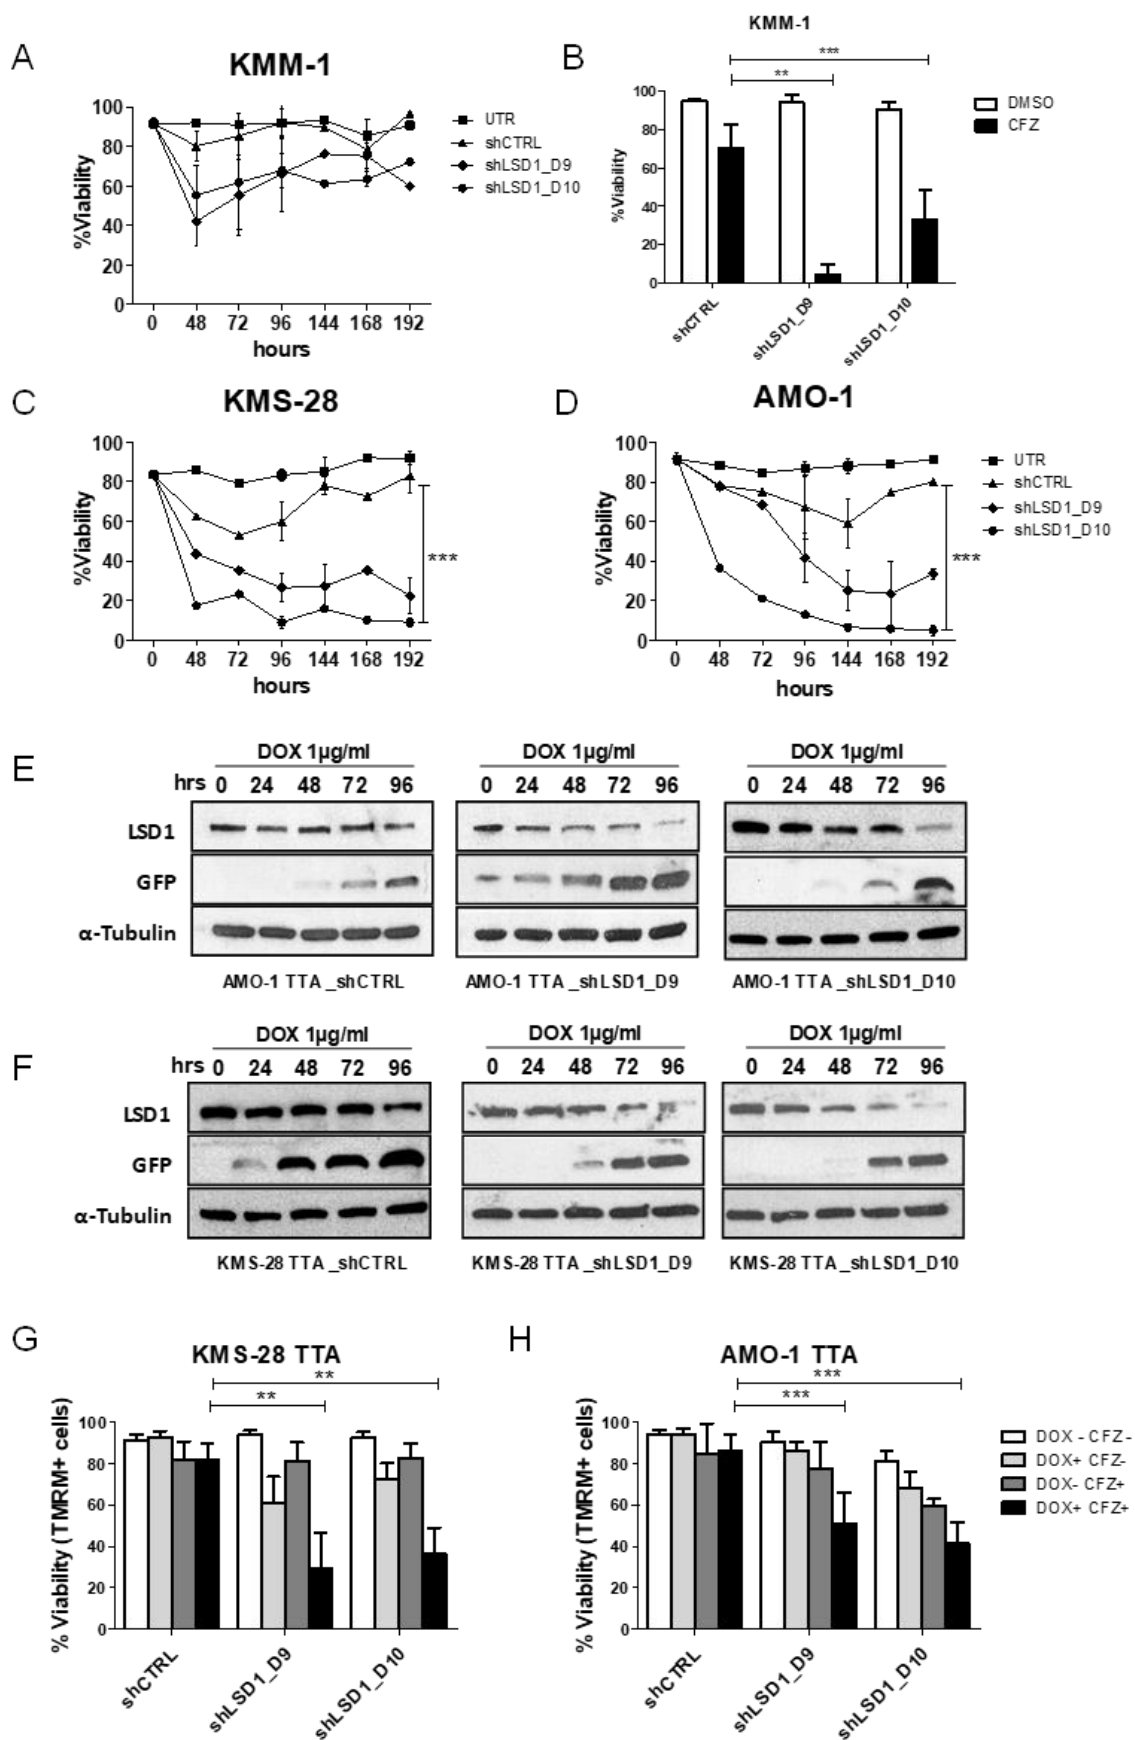 A
KMM-1
%Viability
100
80
60
40
20
0
0 48 72 96 144 168 192
hours
UTR
shCTRL
shLSD1_D9
shLSD1_D10
B
KMM-1
***
**
%Viability
100
80
60
40
20
0
shCTRL
shLSD1_D9
shLSD1_D10
DMSO
CFZ
C
KMS-28
%Viability
100
80
60
40
20
0
0 48 72 96 144 168 192
hours
***
D
AMO-1
%Viability
100
80
60
40
20
0
0 48 72 96 144 168 192
hours
***
UTR
shCTRL
shLSD1_D9
shLSD1_D10
E
DOX 1µg/ml DOX 1µg/ml DOX 1µg/ml
hrs 0 24 48 72 96 0 24 48 72 96 0 24 48 72 96
LSD1
GFP
α-Tubulin
AMO-1 TTA_shCTRL AMO-1 TTA_shLSD1_D9 AMO-1 TTA_shLSD1_D10
F
DOX 1µg/ml DOX 1µg/ml DOX 1µg/ml
hrs 0 24 48 72 96 0 24 48 72 96 0 24 48 72 96
LSD1
GFP
α-Tubulin
KMS-28 TTA_shCTRL KMS-28 TTA_shLSD1_D9 KMS-28 TTA_shLSD1_D10
G
KMS-28 TTA
**
**
% Viability (TMRM+ cells)
100
80
60
40
20
0
shCTRL
shLSD1_D9
shLSD1_D10
H
AMO-1 TTA
***
***
% Viability (TMRM+ cells)
100
80
60
40
20
0
shCTRL
shLSD1_D9
shLSD1_D10
DOX - CFZ-
DOX+ CFZ-
DOX- CFZ+
DOX+ CFZ+